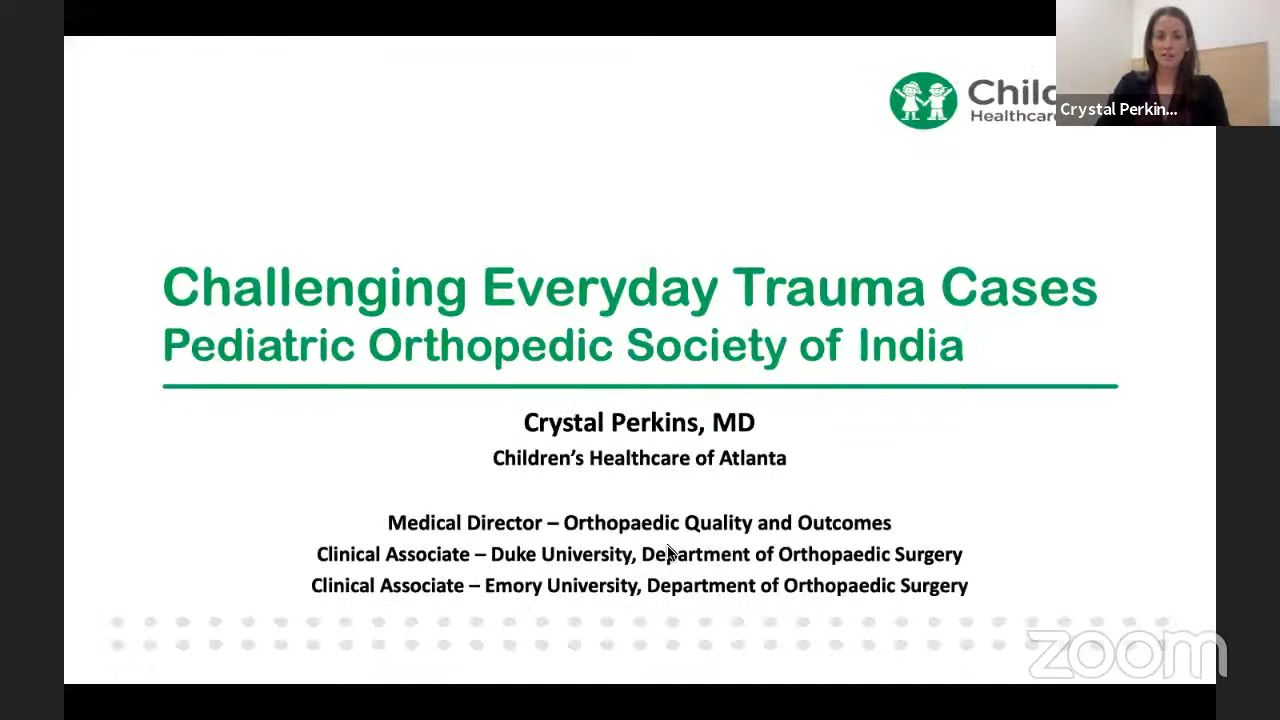 Child
Healthcare
Crystal Perkin...
Challenging Everyday Trauma Cases
Pediatric Orthopedic Society of India
Crystal Perkins, MD
Children's Healthcare of Atlanta
Medical Director – Orthopaedic Quality and Outcomes
Clinical Associate – Duke University, Department of Orthopaedic Surgery
Clinical Associate – Emory University, Department of Orthopaedic Surgery
zoom